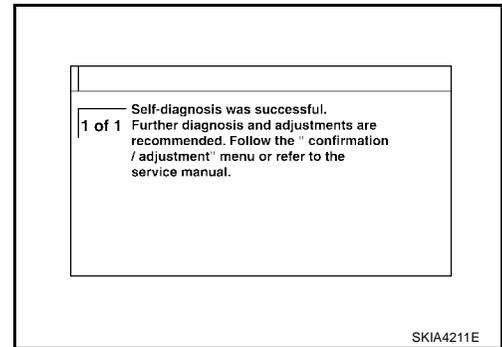 Self-diagnosis was successful.
1 of 1 Further diagnosis and adjustments are
recommended. Follow the " confirmation
/ adjustment" menu or refer to the
service manual.
SKIA4211E